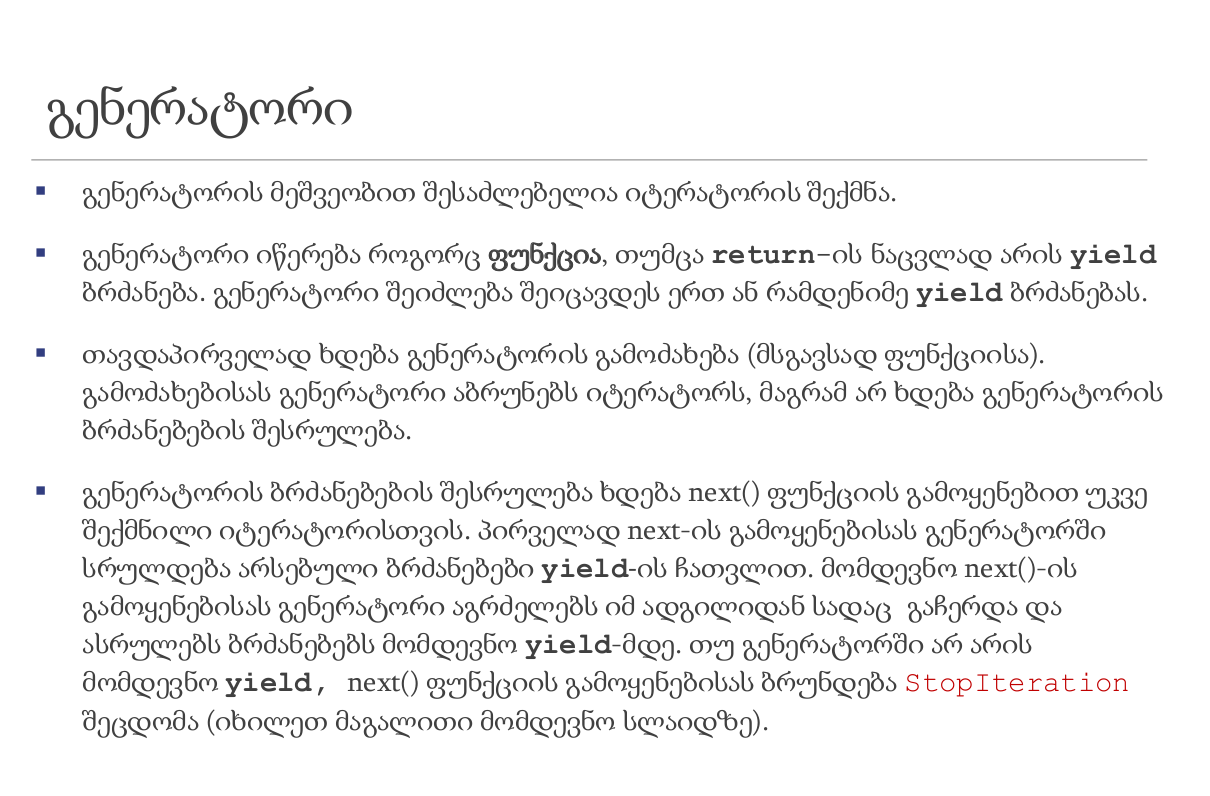 გენერატორი
▪ გენერატორის მეშვეობით შესაძლებელია იტერატორის შექმნა.
▪ გენერატორი იწერება როგორც ფუნქცია, თუმცა return-ის ნაცვლად არის yield
ბრძანება. გენერატორი შეიძლება შეიცავდეს ერთ ან რამდენიმე yield ბრძანებას.
▪ თავდაპირველად ხდება გენერატორის გამოძახება (მსგავსად ფუნქციისა).
გამოძახებისას გენერატორი აბრუნებს იტერატორს, მაგრამ არ ხდება გენერატორის
ბრძანებების შესრულება.
▪ გენერატორის ბრძანებების შესრულება ხდება next() ფუნქციის გამოყენებით უკვე
შექმნილი იტერატორისთვის. პირველად next-ის გამოყენებისას გენერატორში
სრულდება არსებული ბრძანებები yield-ის ჩათვლით. მომდევნო next()-ის
გამოყენებისას გენერატორი აგრძელებს იმ ადგილიდან სადაც გაჩერდა და
ასრულებს ბრძანებებს მომდევნო yield-მდე. თუ გენერატორში არ არის
მომდევნო yield, next() ფუნქციის გამოყენებისას ბრუნდება StopIteration
შეცდომა (იხილეთ მაგალითი მომდევნო სლაიდზე).